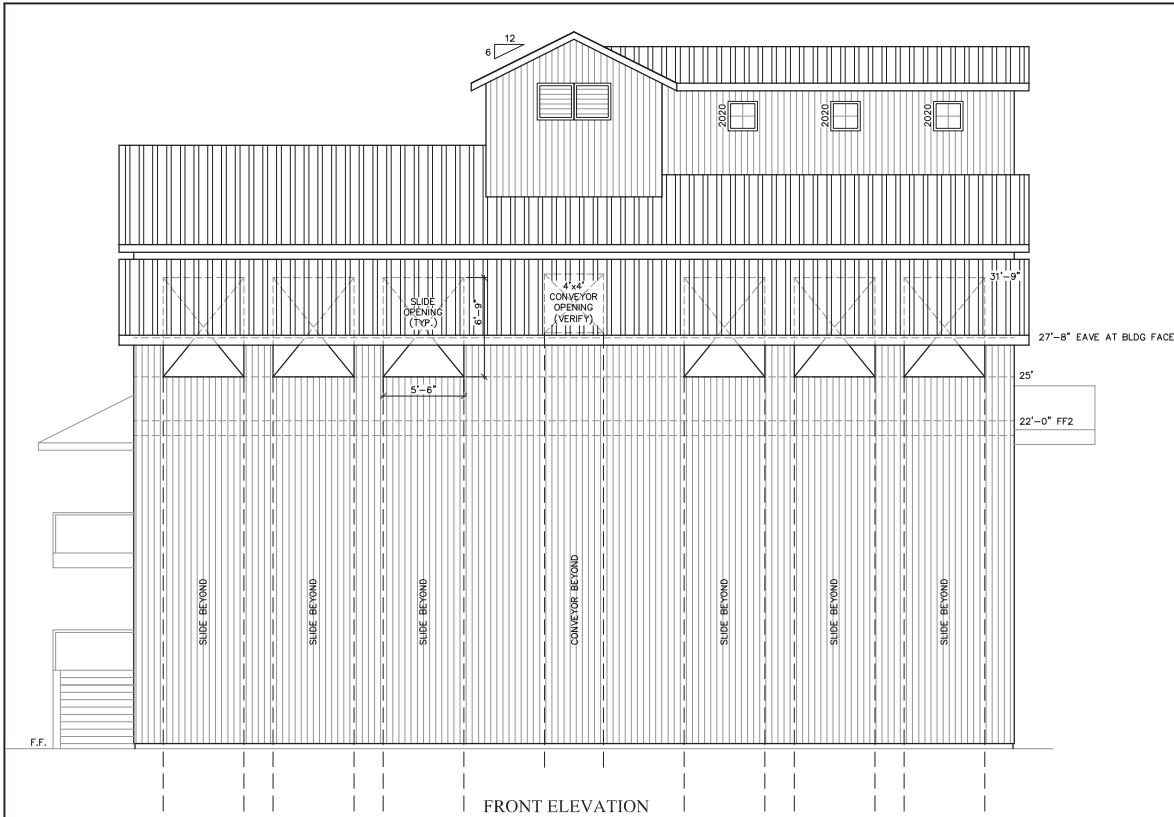 12
6
2020
2020
2020
31'-9"
4'x4'
CONVEYOR
OPENING
(VERIFY)
SLIDE
OPENING
(TYP.)
6'-9"
27'-8" EAVE AT BLDG FACE
25'
5'-6"
22'-0" FF2
SLIDE BEYOND
SLIDE BEYOND
SLIDE BEYOND
CONVEYOR BEYOND
SLIDE BEYOND
SLIDE BEYOND
SLIDE BEYOND
F.F.
FRONT ELEVATION